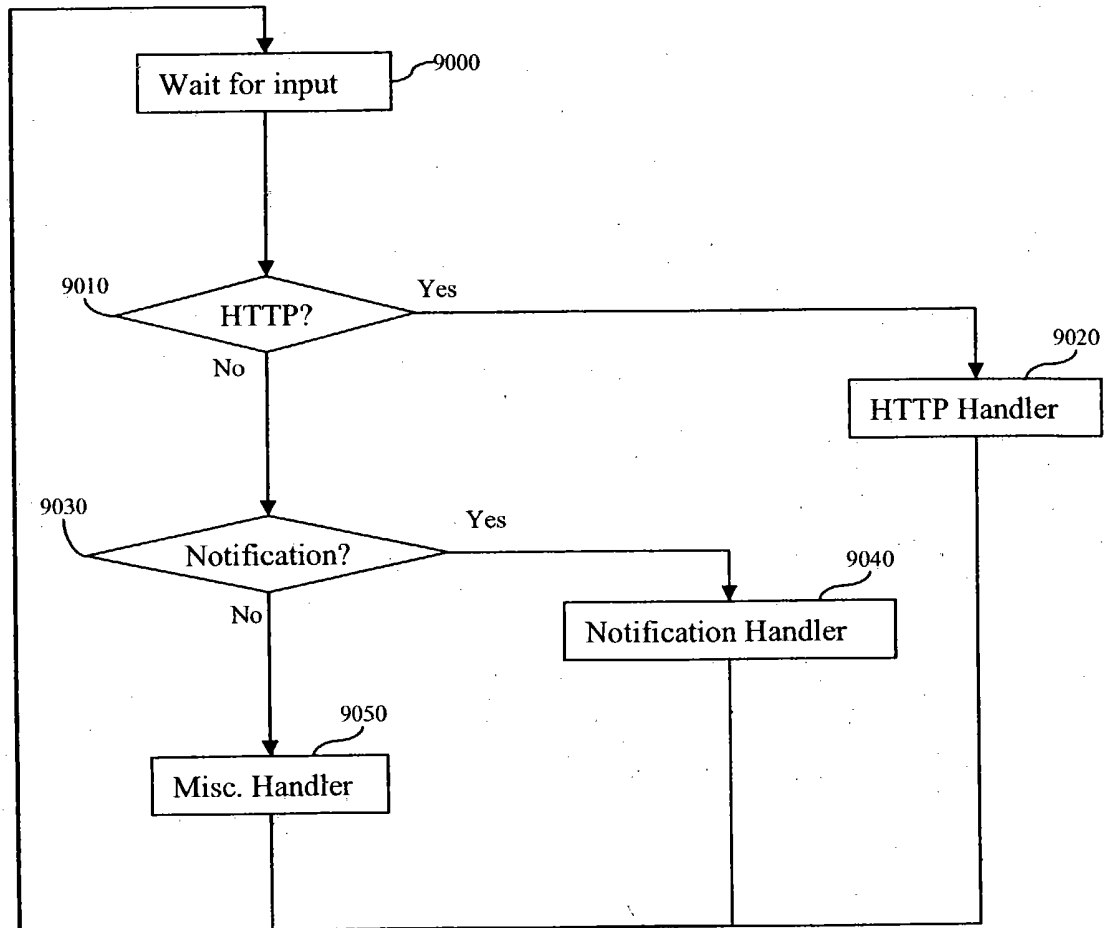 Wait for input
9000
9010
HTTP?
Yes
No
9020
HTTP Handler
9030
Notification?
Yes
No
9040
Notification Handler
9050
Misc. Handler